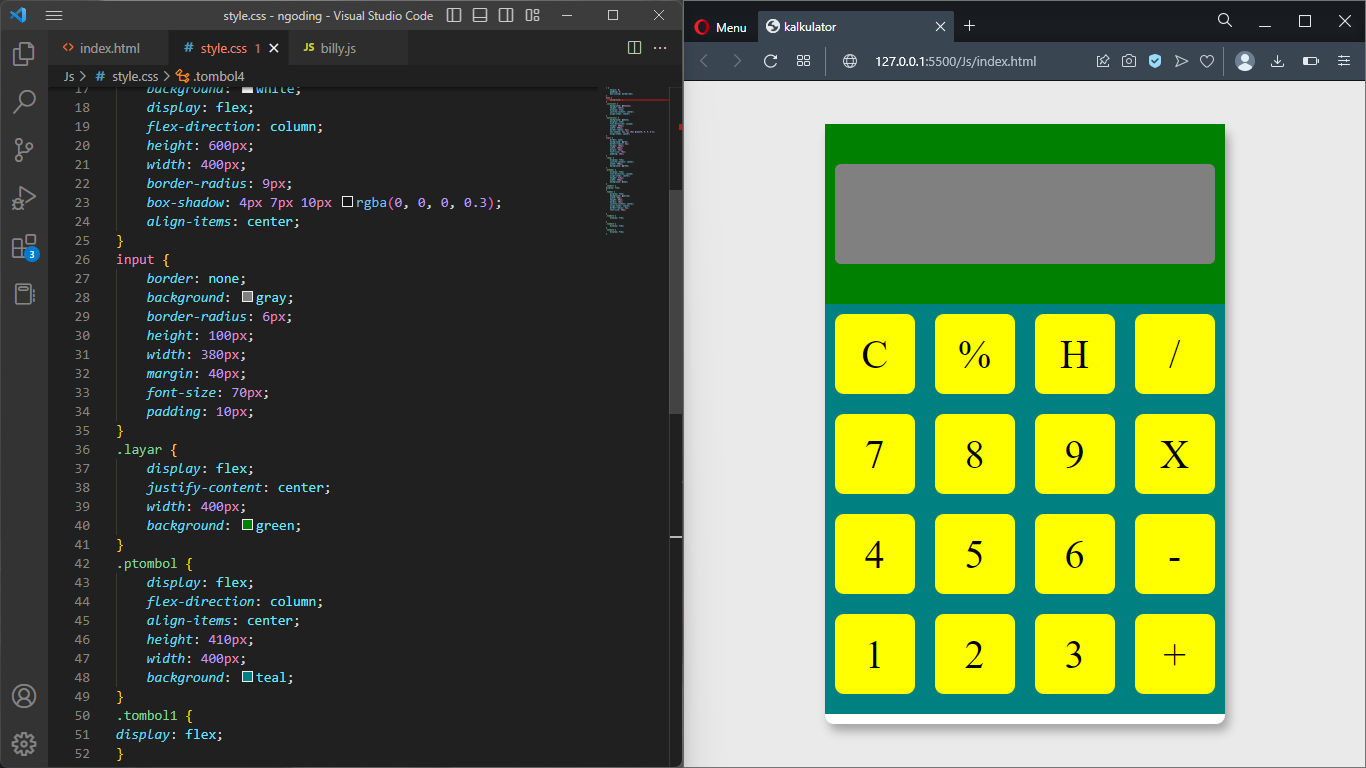 style.css - ngoding - Visual Studio Code
index.html
# style.css 1
JS billy.js
Js > # style.css > .tombol4
17 background: white;
18 display: flex;
19 flex-direction: column;
20 height: 600px;
21 width: 400px;
22 border-radius: 9px;
23 box-shadow: 4px 7px 10px rgba(0, 0, 0, 0.3);
24 align-items: center;
25 }
26 input {
27 border: none;
28 background: gray;
29 border-radius: 6px;
30 height: 100px;
31 width: 380px;
32 margin: 40px;
33 font-size: 70px;
34 padding: 10px;
35 }
36 .layar {
37 display: flex;
38 justify-content: center;
39 width: 400px;
40 background: green;
41 }
42 .ptombol {
43 display: flex;
44 flex-direction: column;
45 align-items: center;
46 height: 410px;
47 width: 400px;
48 background: teal;
49 }
50 .tombol1 {
51 display: flex;
52 }
3
Menu
kalkulator
127.0.0.1:5500/Js/index.html
C % H /
7 8 9 X
4 5 6 -
1 2 3 +